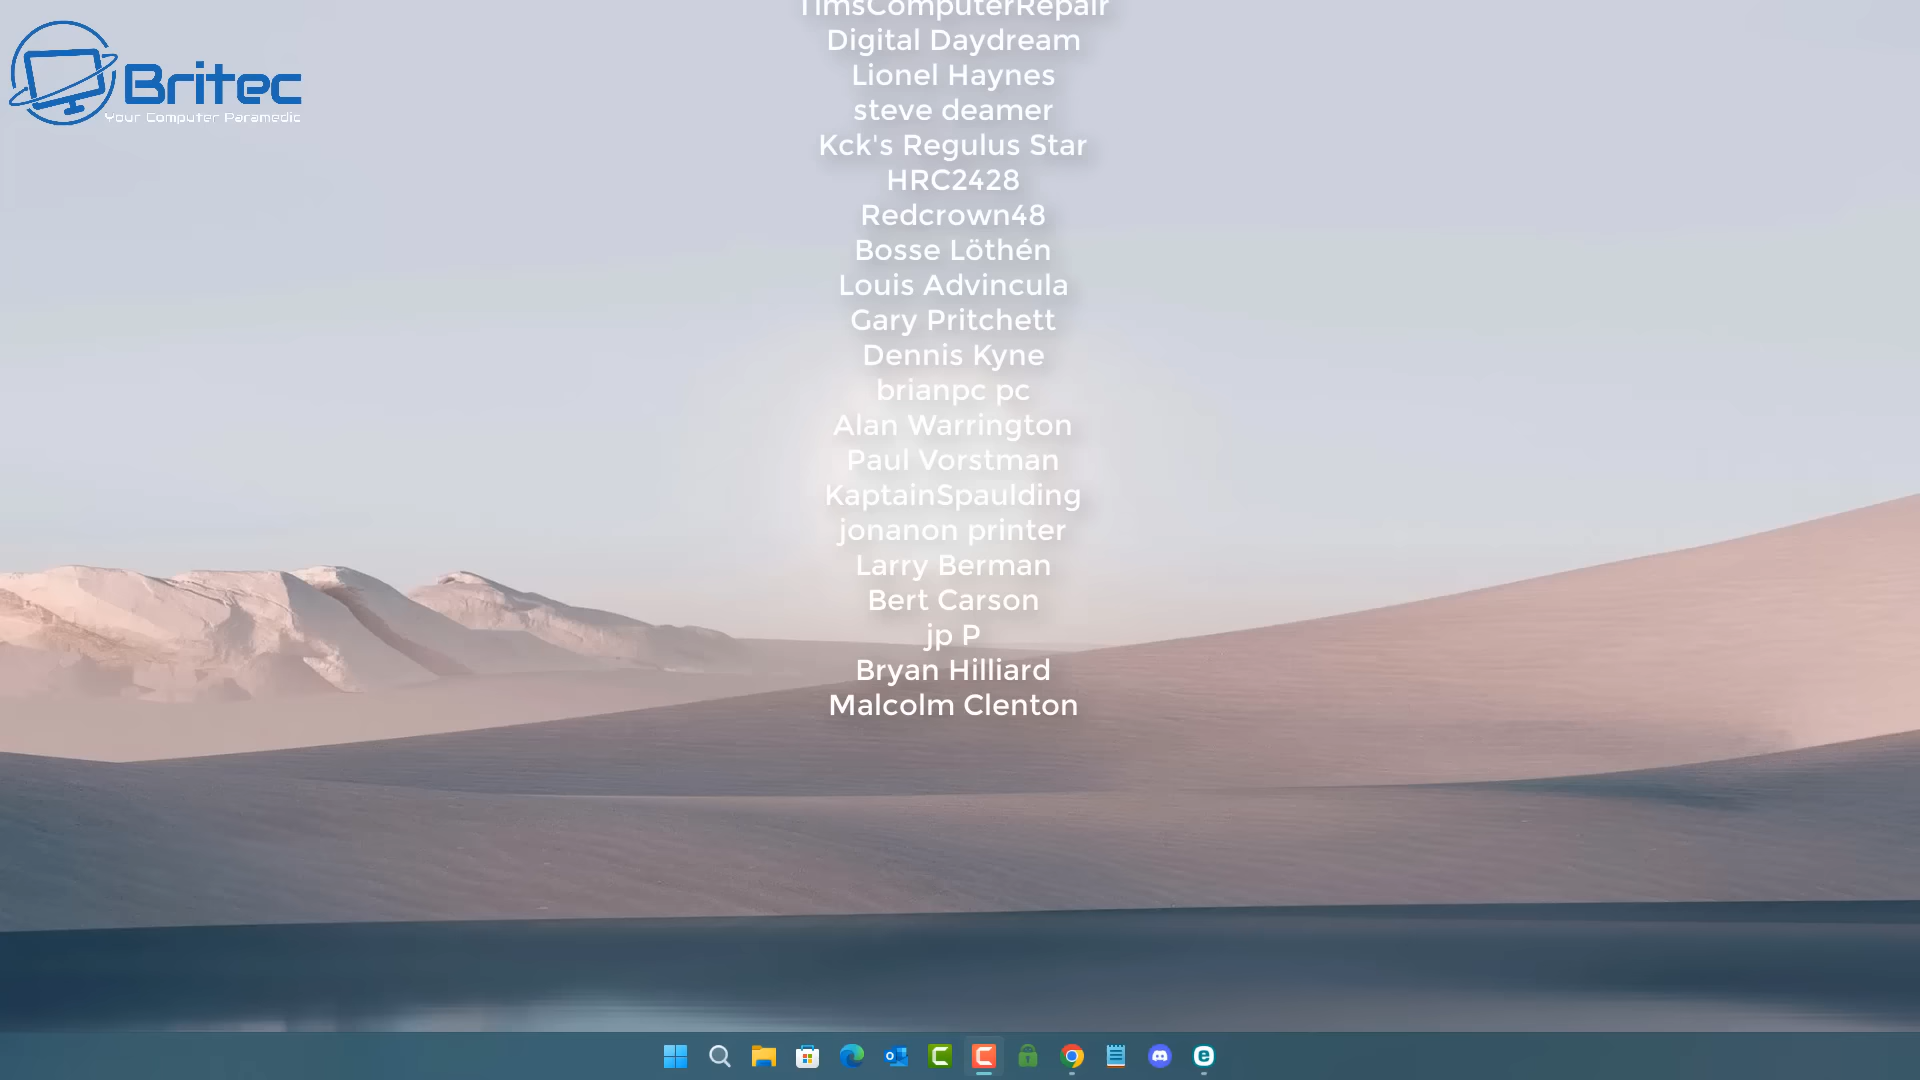 TimsComputerRepair
Britec
Your Computer Paramedic
Digital Daydream
Lionel Haynes
steve deamer
Kck's Regulus Star
HRC2428
Redcrown48
Bosse Löthén
Louis Advincula
Gary Pritchett
Dennis Kyne
brianpc pc
Alan Warrington
Paul Vorstman
KaptainSpaulding
jonanon printer
Larry Berman
Bert Carson
jp P
Bryan Hilliard
Malcolm Clenton